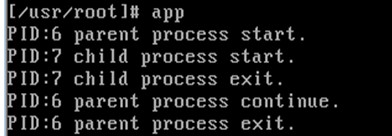 [/usr/root]# app
PID:6 parent process start.
PID:7 child process start.
PID:7 child process exit.
PID:6 parent process continue.
PID:6 parent process exit.